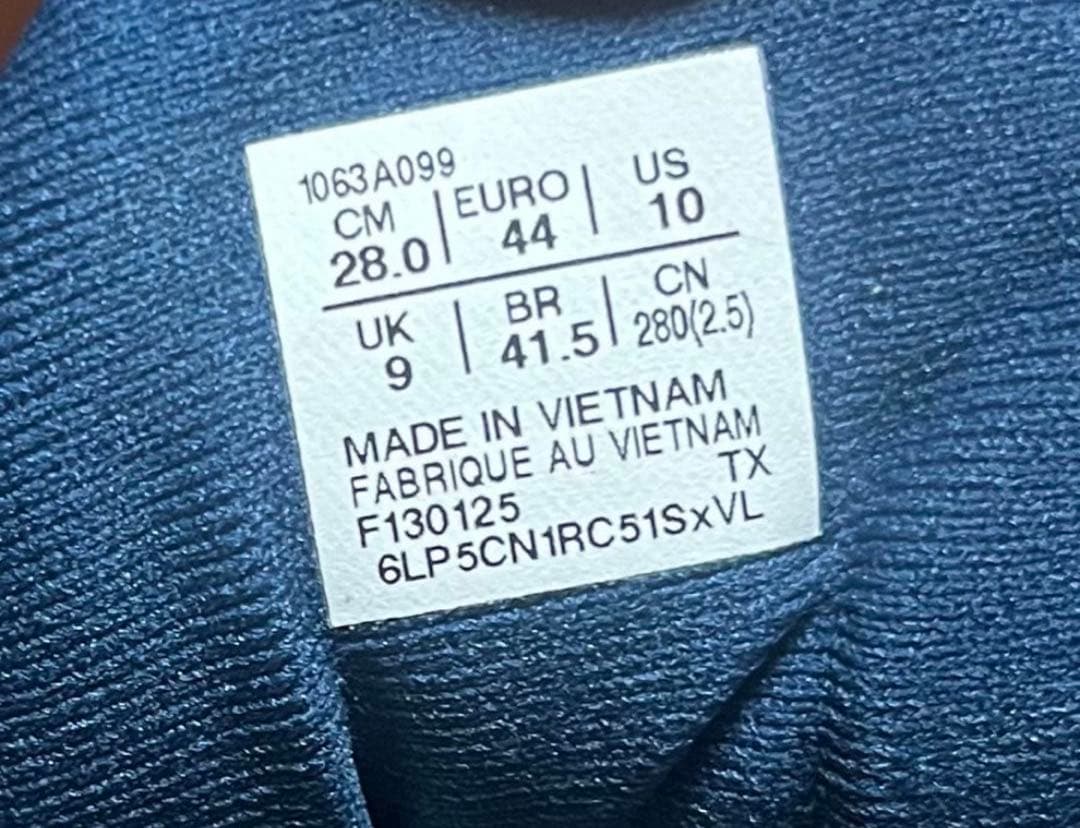 1063A099
CM | EURO | US
28.0 | 44 | 10
UK | BR | CN
9 | 41.5 | 280(2.5)
MADE IN VIETNAM
FABRIQUE AU VIETNAM
TX
F130125
6LP5CN1RC51SxVL